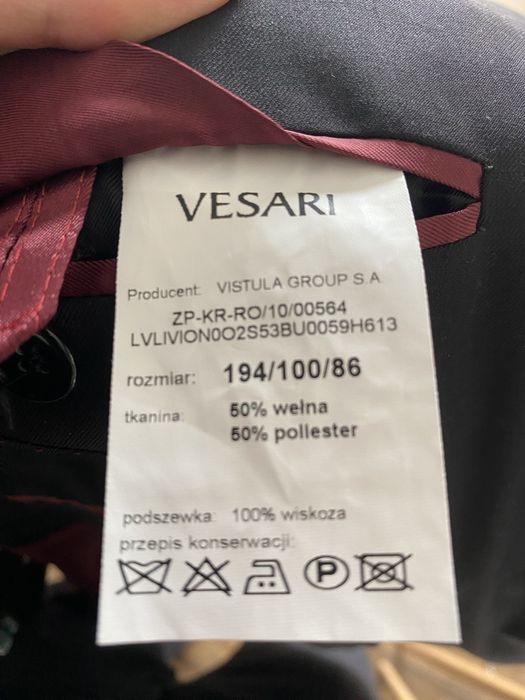 VESARI
Producent: VISTULA GROUP S.A.
ZP-KR-RO/10/00564
LVLIVION0O2S53BU0059H613
rozmiar: 194/100/86
tkanina: 50% wełna
50% poliester
podszewka: 100% wiskoza
przepis konserwacji:
P